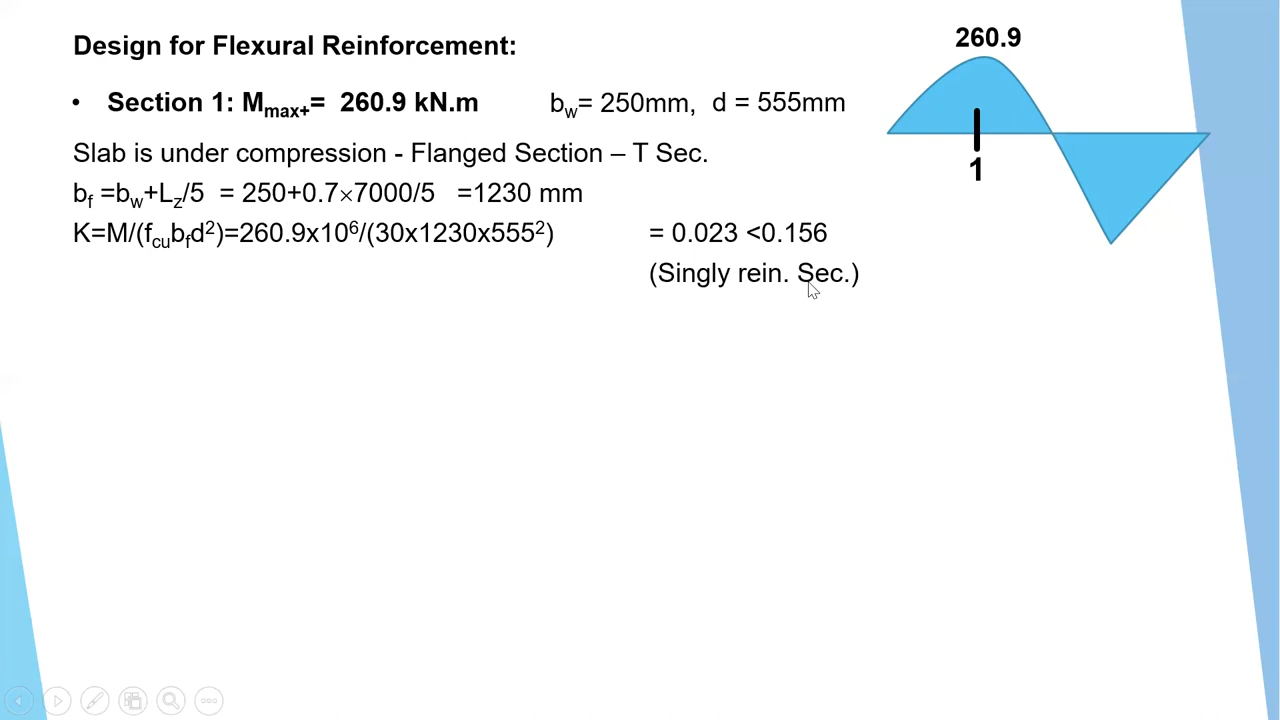 Design for Flexural Reinforcement:
260.9
• Section 1: Mmax+= 260.9 kN.m bw= 250mm, d = 555mm
Slab is under compression - Flanged Section – T Sec.
1
bf =bw+Lz/5 = 250+0.7×7000/5 =1230 mm
K=M/(fcubfd²)=260.9x10⁶/(30x1230x555²) = 0.023 <0.156
(Singly rein. Sec.)